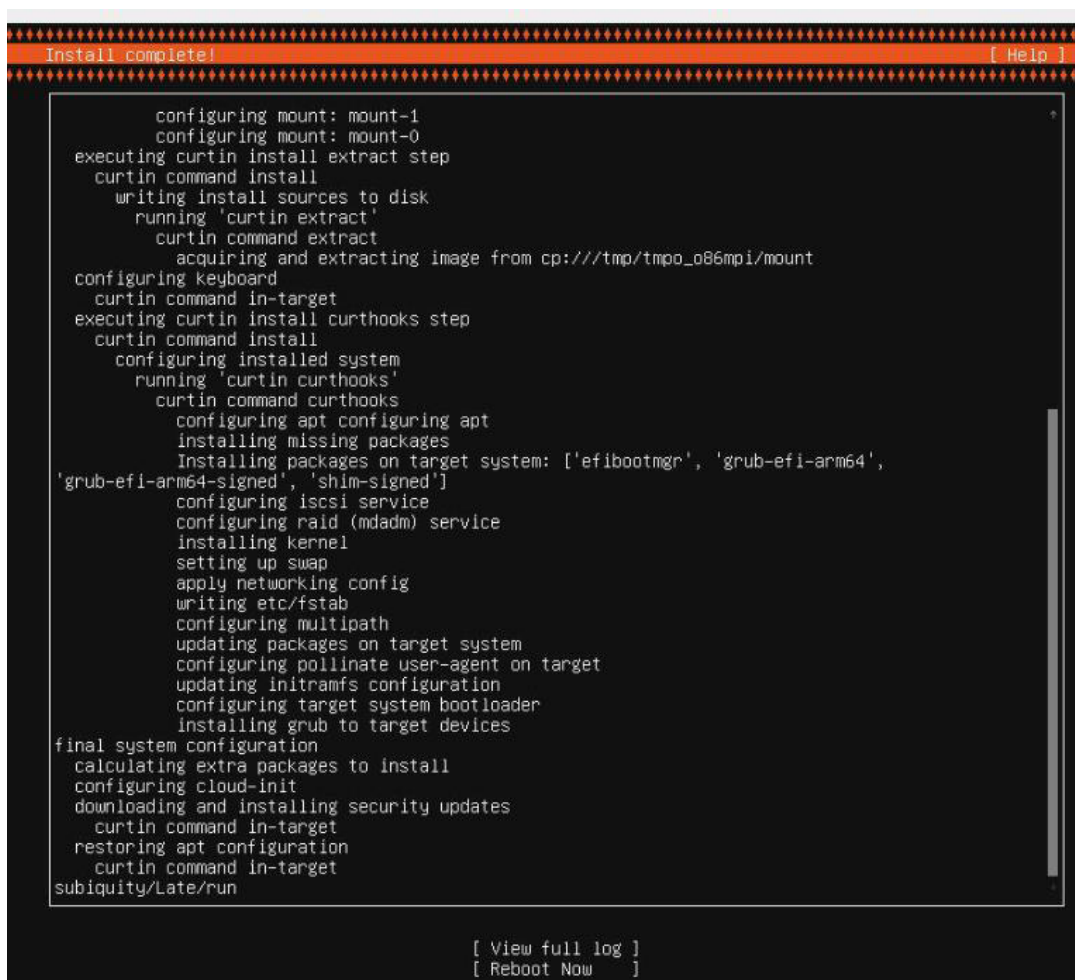 Install complete! [ Help ]
configuring mount: mount-1
configuring mount: mount-0
executing curtin install extract step
curtin command install
writing install sources to disk
running 'curtin extract'
curtin command extract
acquiring and extracting image from cp:///tmp/tmpo_o86mpi/mount
configuring keyboard
curtin command in-target
executing curtin install curthooks step
curtin command install
configuring installed system
running 'curtin curthooks'
curtin command curthooks
configuring apt configuring apt
installing missing packages
Installing packages on target system: ['efibootmgr', 'grub-efi-arm64',
'grub-efi-arm64-signed', 'shim-signed']
configuring iscsi service
configuring raid (mdadm) service
installing kernel
setting up swap
apply networking config
writing etc/fstab
configuring multipath
updating packages on target system
configuring pollinate user-agent on target
updating initramfs configuration
configuring target system bootloader
installing grub to target devices
final system configuration
calculating extra packages to install
configuring cloud-init
downloading and installing security updates
curtin command in-target
restoring apt configuration
curtin command in-target
subiquity/Late/run
[ View full log ]
[ Reboot Now ]